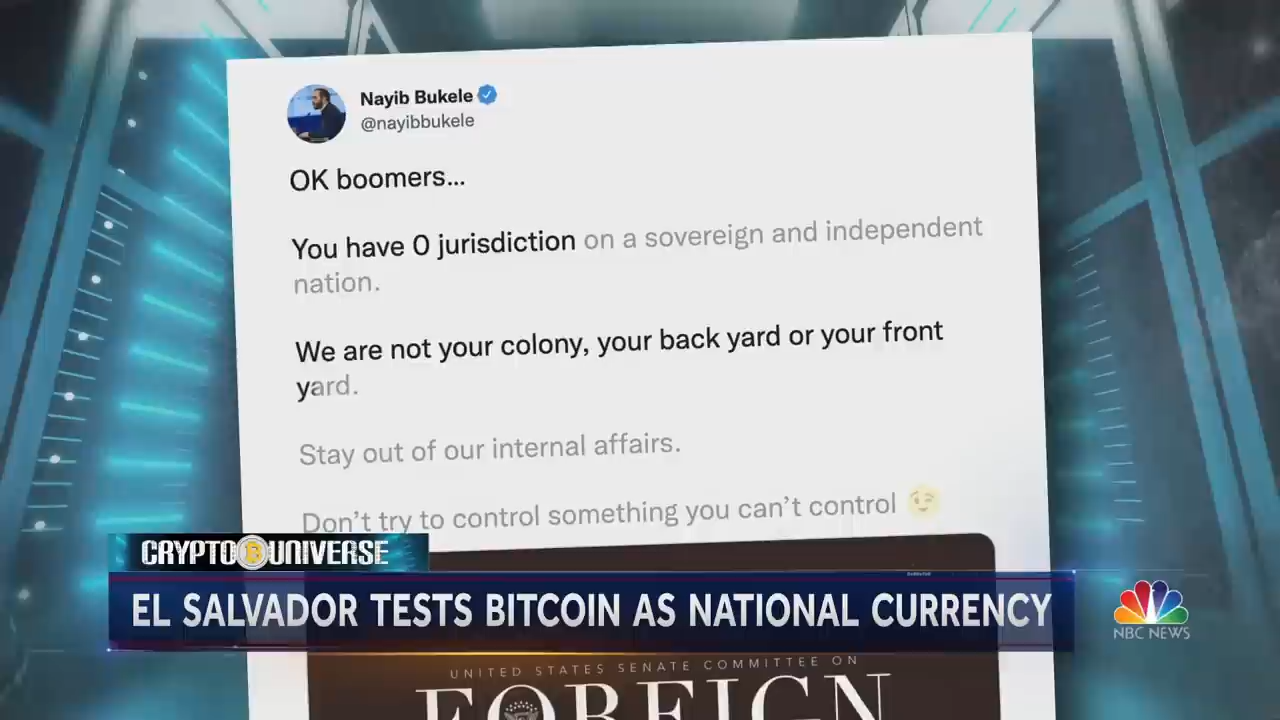 Nayib Bukele
@nayibbukele
OK boomers...
You have 0 jurisdiction on a sovereign and independent
nation.
We are not your colony, your back yard or your front
yard.
Stay out of our internal affairs.
Don't try to control something you can't control 😉
CRYPTO UNIVERSE
EL SALVADOR TESTS BITCOIN AS NATIONAL CURRENCY
NBC NEWS
UNITED STATES SENATE COMMITTEE ON
FOREIGN